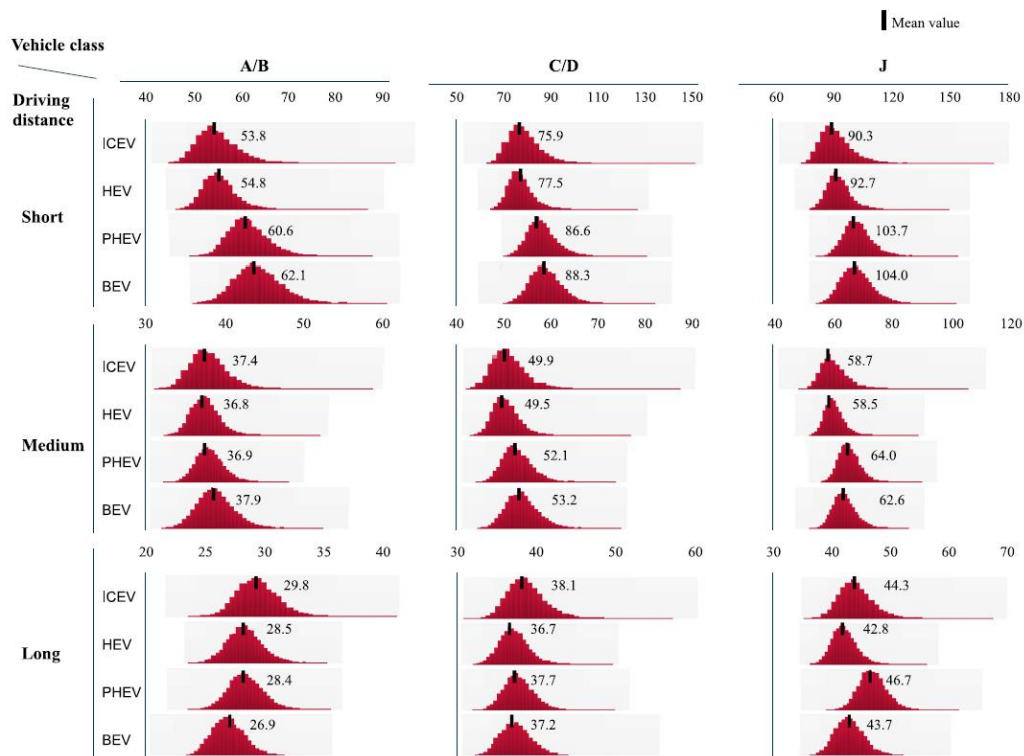 Mean value
Vehicle class
A/B C/D J
Driving distance
40 50 60 70 80 90 50 70 90 110 130 150 60 90 120 150 180
Short
ICEV 53.8 75.9 90.3
HEV 54.8 77.5 92.7
PHEV 60.6 86.6 103.7
BEV 62.1 88.3 104.0
30 40 50 60 40 50 60 70 80 90 40 60 80 100 120
Medium
ICEV 37.4 49.9 58.7
HEV 36.8 49.5 58.5
PHEV 36.9 52.1 64.0
BEV 37.9 53.2 62.6
20 25 30 35 40 30 40 50 60 30 40 50 60 70
Long
ICEV 29.8 38.1 44.3
HEV 28.5 36.7 42.8
PHEV 28.4 37.7 46.7
BEV 26.9 37.2 43.7